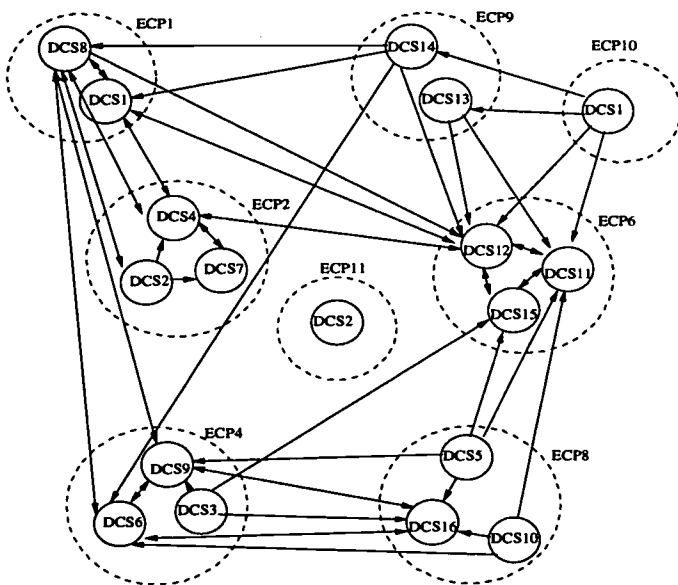 ECP1
ECP9
DCS8
DCS14
ECP10
DCS1
DCS13
DCS1
ECP2
DCS4
ECP6
DCS12
DCS2
DCS7
ECP11
DCS11
DCS2
DCS15
ECP4
DCS9
DCS5
ECP8
DCS3
DCS6
DCS16
DCS10